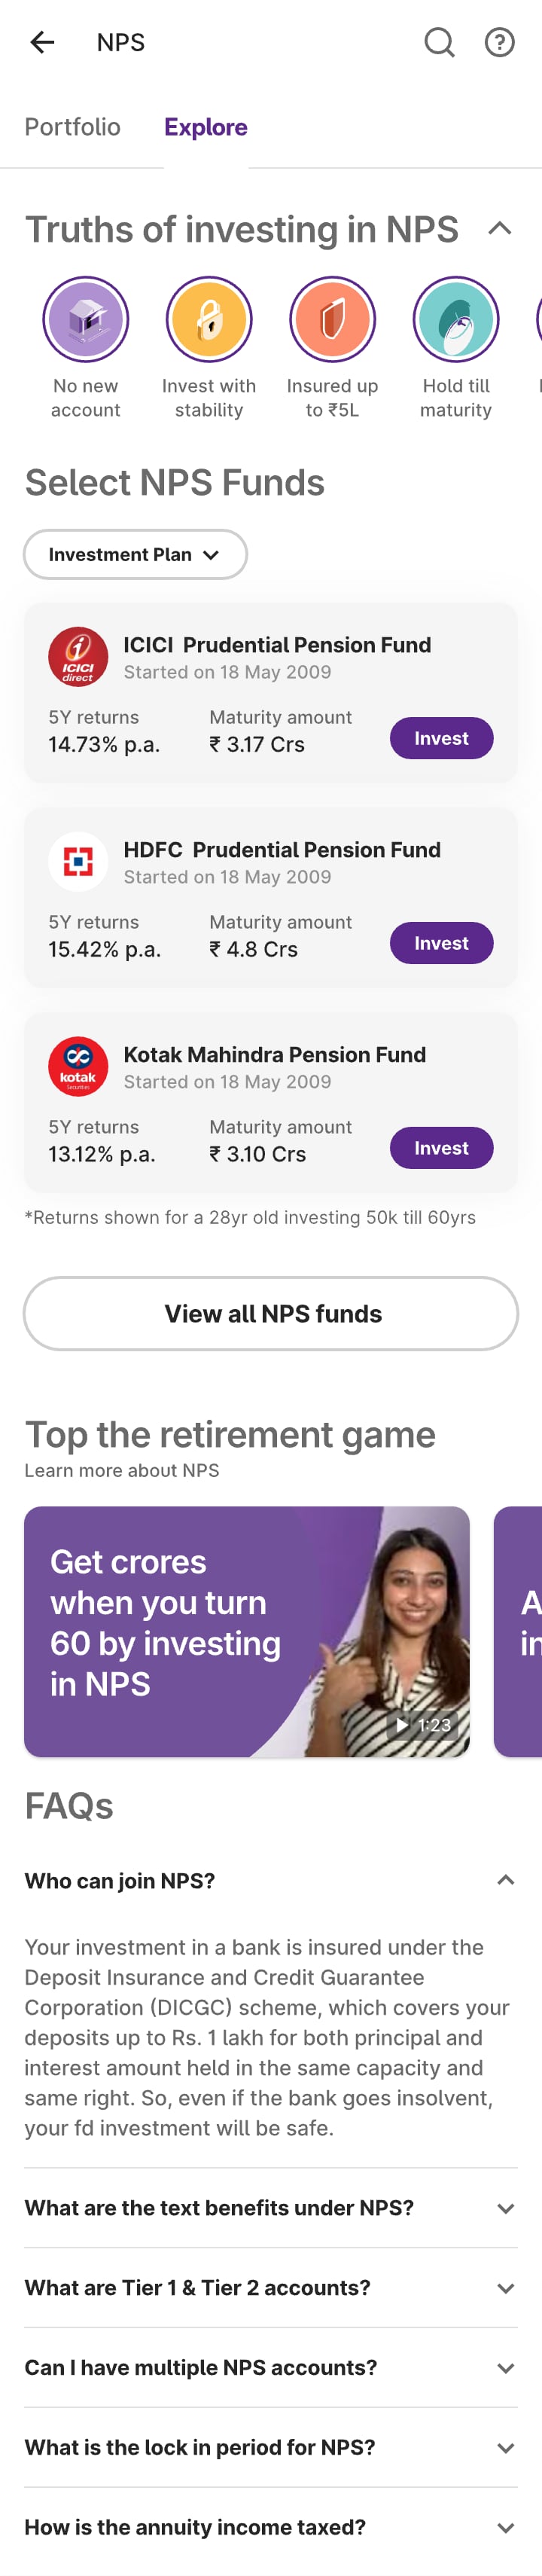 NPS
Portfolio
Explore
Truths of investing in NPS
No new
account
Invest with
stability
Insured up
to ₹5L
Hold till
maturity
Select NPS Funds
Investment Plan
ICICI direct
ICICI Prudential Pension Fund
Started on 18 May 2009
5Y returns
14.73% p.a.
Maturity amount
₹ 3.17 Crs
Invest
HDFC Prudential Pension Fund
Started on 18 May 2009
5Y returns
15.42% p.a.
Maturity amount
₹ 4.8 Crs
Invest
kotak
Securities
Kotak Mahindra Pension Fund
Started on 18 May 2009
5Y returns
13.12% p.a.
Maturity amount
₹ 3.10 Crs
Invest
*Returns shown for a 28yr old investing 50k till 60yrs
View all NPS funds
Top the retirement game
Learn more about NPS
Get crores
when you turn
60 by investing
in NPS
1:23
A
in
FAQs
Who can join NPS?
Your investment in a bank is insured under the
Deposit Insurance and Credit Guarantee
Corporation (DICGC) scheme, which covers your
deposits up to Rs. 1 lakh for both principal and
interest amount held in the same capacity and
same right. So, even if the bank goes insolvent,
your fd investment will be safe.
What are the text benefits under NPS?
What are Tier 1 & Tier 2 accounts?
Can I have multiple NPS accounts?
What is the lock in period for NPS?
How is the annuity income taxed?